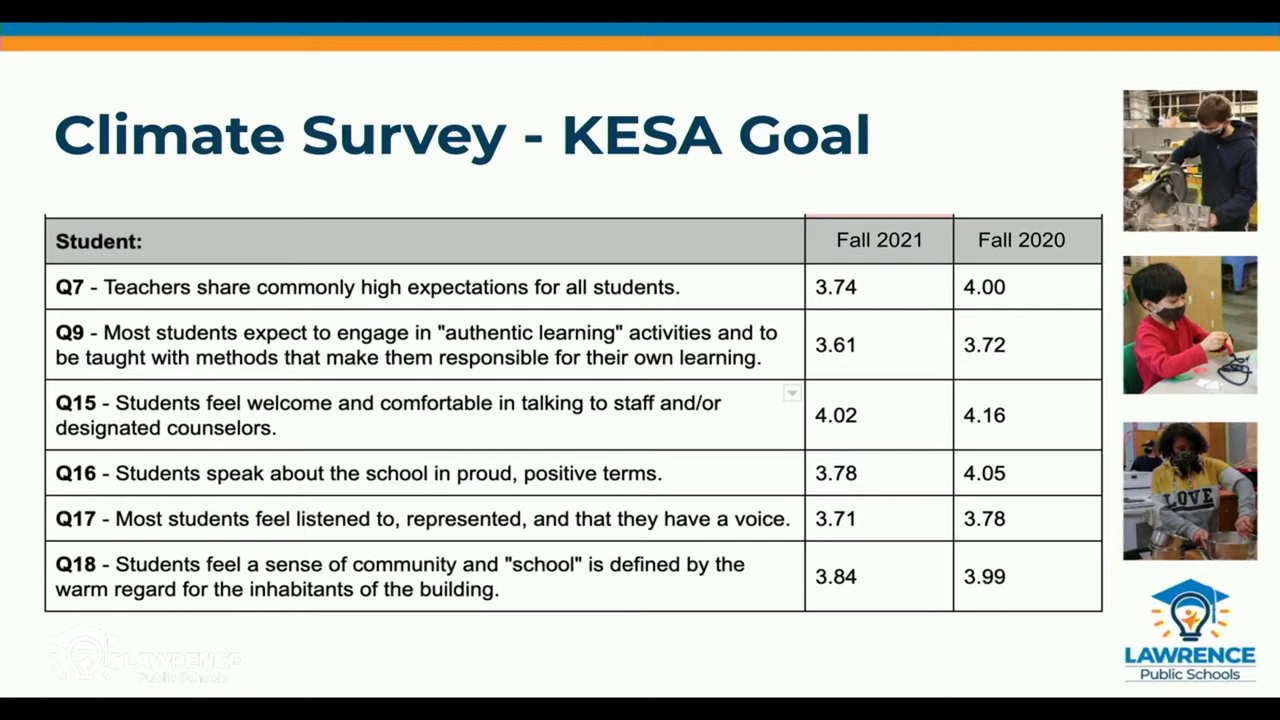 Climate Survey - KESA Goal
Student: Fall 2021 Fall 2020
Q7 - Teachers share commonly high expectations for all students. 3.74 4.00
Q9 - Most students expect to engage in "authentic learning" activities and to
be taught with methods that make them responsible for their own learning. 3.61 3.72
Q15 - Students feel welcome and comfortable in talking to staff and/or
designated counselors. 4.02 4.16
Q16 - Students speak about the school in proud, positive terms. 3.78 4.05
Q17 - Most students feel listened to, represented, and that they have a voice. 3.71 3.78
Q18 - Students feel a sense of community and "school" is defined by the
warm regard for the inhabitants of the building. 3.84 3.99
LOVE
LAWRENCE
Public Schools
LAWRENCE
Public Schools